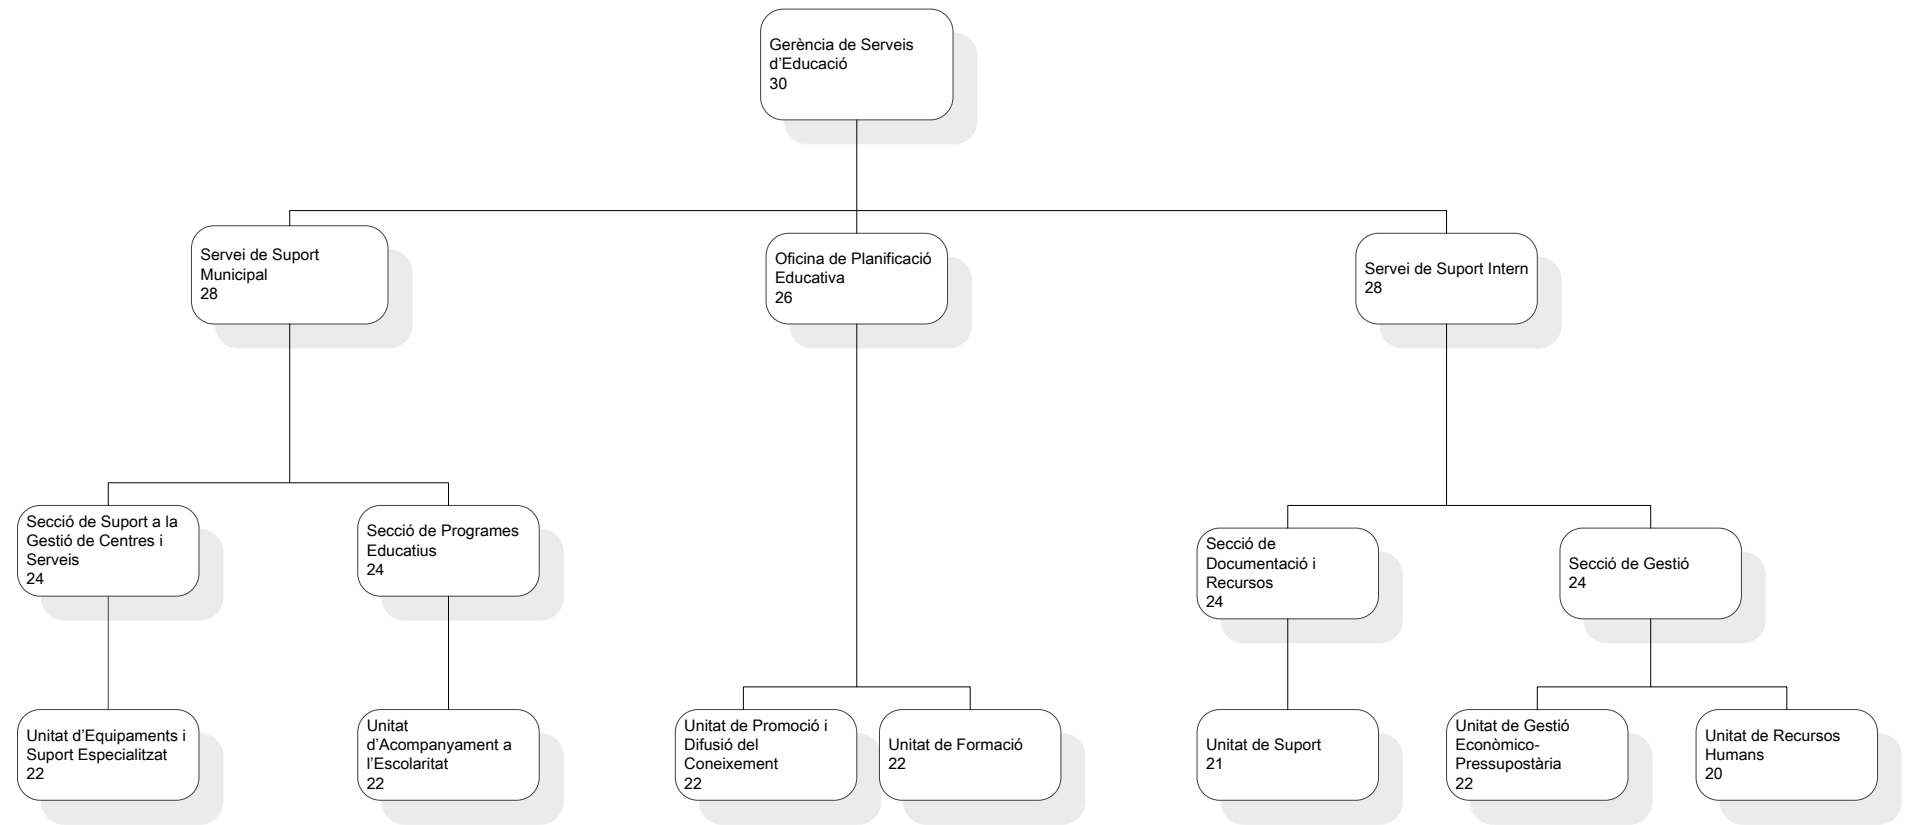 Gerència de Serveis
d’Educació
30
Servei de Suport
Municipal
28
Oficina de Planificació
Educativa
26
Servei de Suport Intern
28
Secció de Suport a la
Gestió de Centres i
Serveis
24
Secció de Programes
Educatius
24
Secció de
Documentació i
Recursos
24
Secció de Gestió
24
Unitat d’Equipaments i
Suport Especialitzat
22
Unitat
d’Acompanyament a
l’Escolaritat
22
Unitat de Promoció i
Difusió del
Coneixement
22
Unitat de Formació
22
Unitat de Suport
21
Unitat de Gestió
Econòmico-
Pressupostària
22
Unitat de Recursos
Humans
20